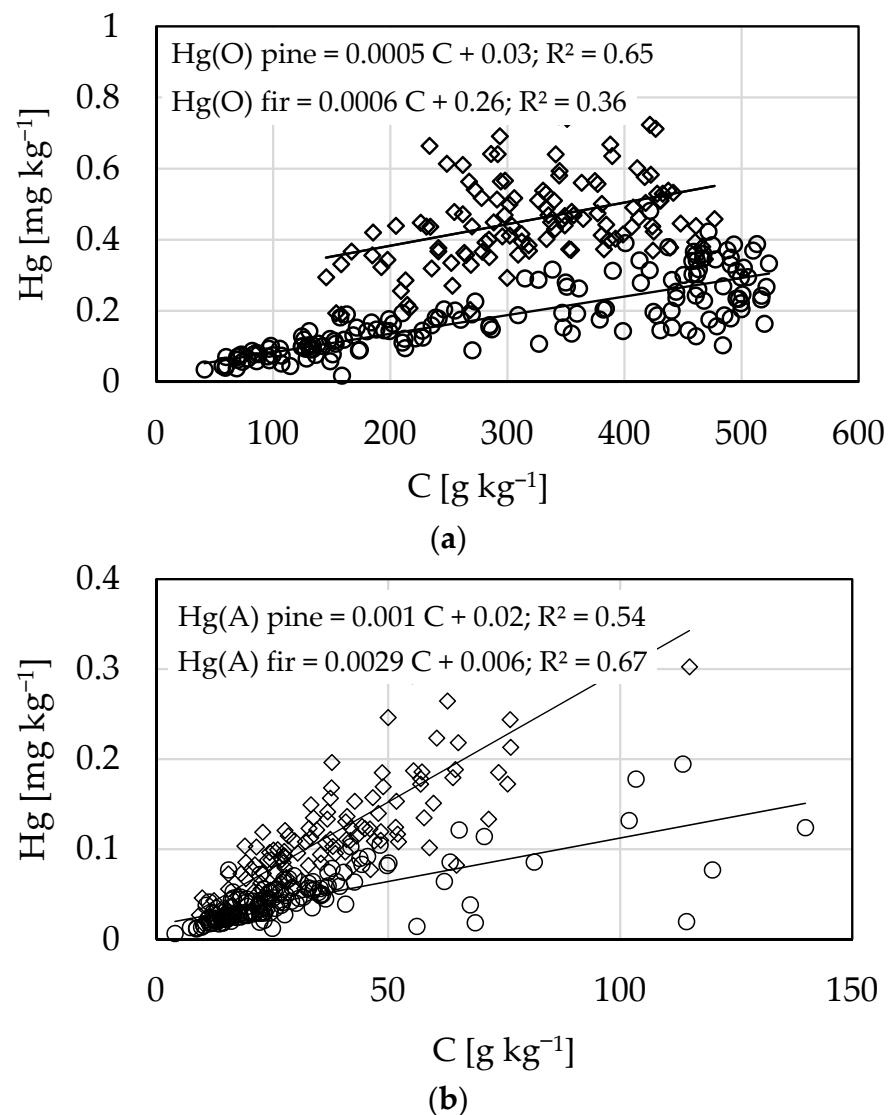 1
Hg(O) pine = 0.0005 C + 0.03; R² = 0.65
0.8
Hg(O) fir = 0.0006 C + 0.26; R² = 0.36
0.6
Hg [mg kg⁻¹]
0.4
0.2
0
0 100 200 300 400 500 600
C [g kg⁻¹]
(a)
0.4
Hg(A) pine = 0.001 C + 0.02; R² = 0.54
Hg(A) fir = 0.0029 C + 0.006; R² = 0.67
0.3
Hg [mg kg⁻¹]
0.2
0.1
0
0 50 100 150
C [g kg⁻¹]
(b)